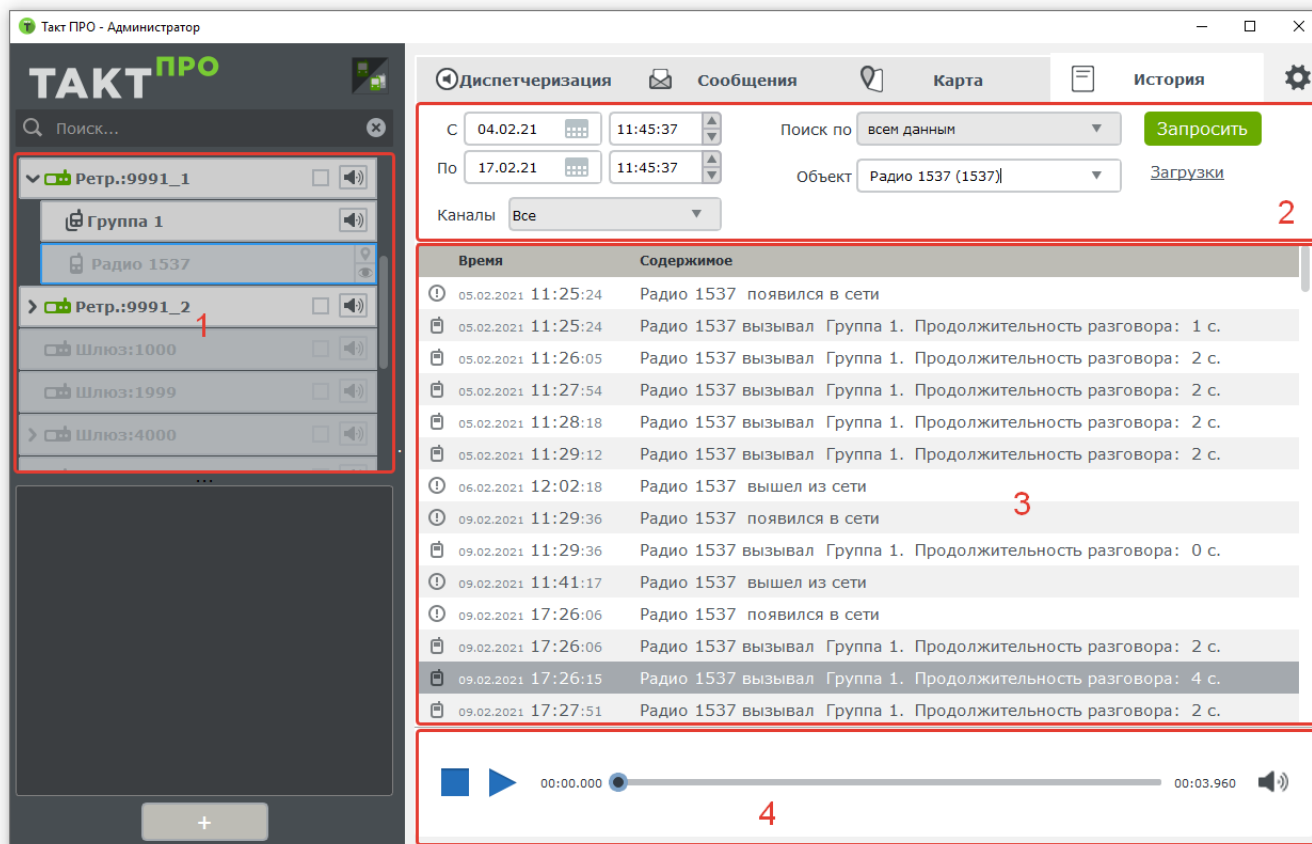 Такт ПРО - Администратор
ТАКТПРО
Поиск...
Ретр.:9991_1
Группа 1
Радио 1537
Ретр.:9991_2
1
Шлюз:1000
Шлюз:1999
Шлюз:4000
...
+
Диспетчеризация Сообщения Карта История
С 04.02.21 11:45:37 Поиск по всем данным Запросить
По 17.02.21 11:45:37 Объект Радио 1537 (1537) Загрузки
Каналы Все 2
Время Содержимое
05.02.2021 11:25:24 Радио 1537 появился в сети
05.02.2021 11:25:24 Радио 1537 вызывал Группа 1. Продолжительность разговора: 1 с.
05.02.2021 11:26:05 Радио 1537 вызывал Группа 1. Продолжительность разговора: 2 с.
05.02.2021 11:27:54 Радио 1537 вызывал Группа 1. Продолжительность разговора: 2 с.
05.02.2021 11:28:18 Радио 1537 вызывал Группа 1. Продолжительность разговора: 2 с.
05.02.2021 11:29:12 Радио 1537 вызывал Группа 1. Продолжительность разговора: 2 с.
06.02.2021 12:02:18 Радио 1537 вышел из сети
3
09.02.2021 11:29:36 Радио 1537 появился в сети
09.02.2021 11:29:36 Радио 1537 вызывал Группа 1. Продолжительность разговора: 0 с.
09.02.2021 11:41:17 Радио 1537 вышел из сети
09.02.2021 17:26:06 Радио 1537 появился в сети
09.02.2021 17:26:06 Радио 1537 вызывал Группа 1. Продолжительность разговора: 2 с.
09.02.2021 17:26:15 Радио 1537 вызывал Группа 1. Продолжительность разговора: 4 с.
09.02.2021 17:27:51 Радио 1537 вызывал Группа 1. Продолжительность разговора: 2 с.
00:00.000 00:03.960
4